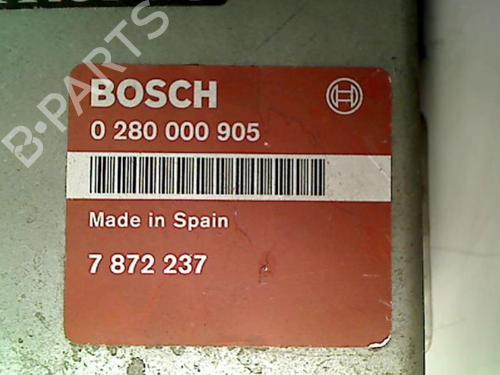 BOSCH
0 280 000 905
Made in Spain
7 872 237
B-PARTS